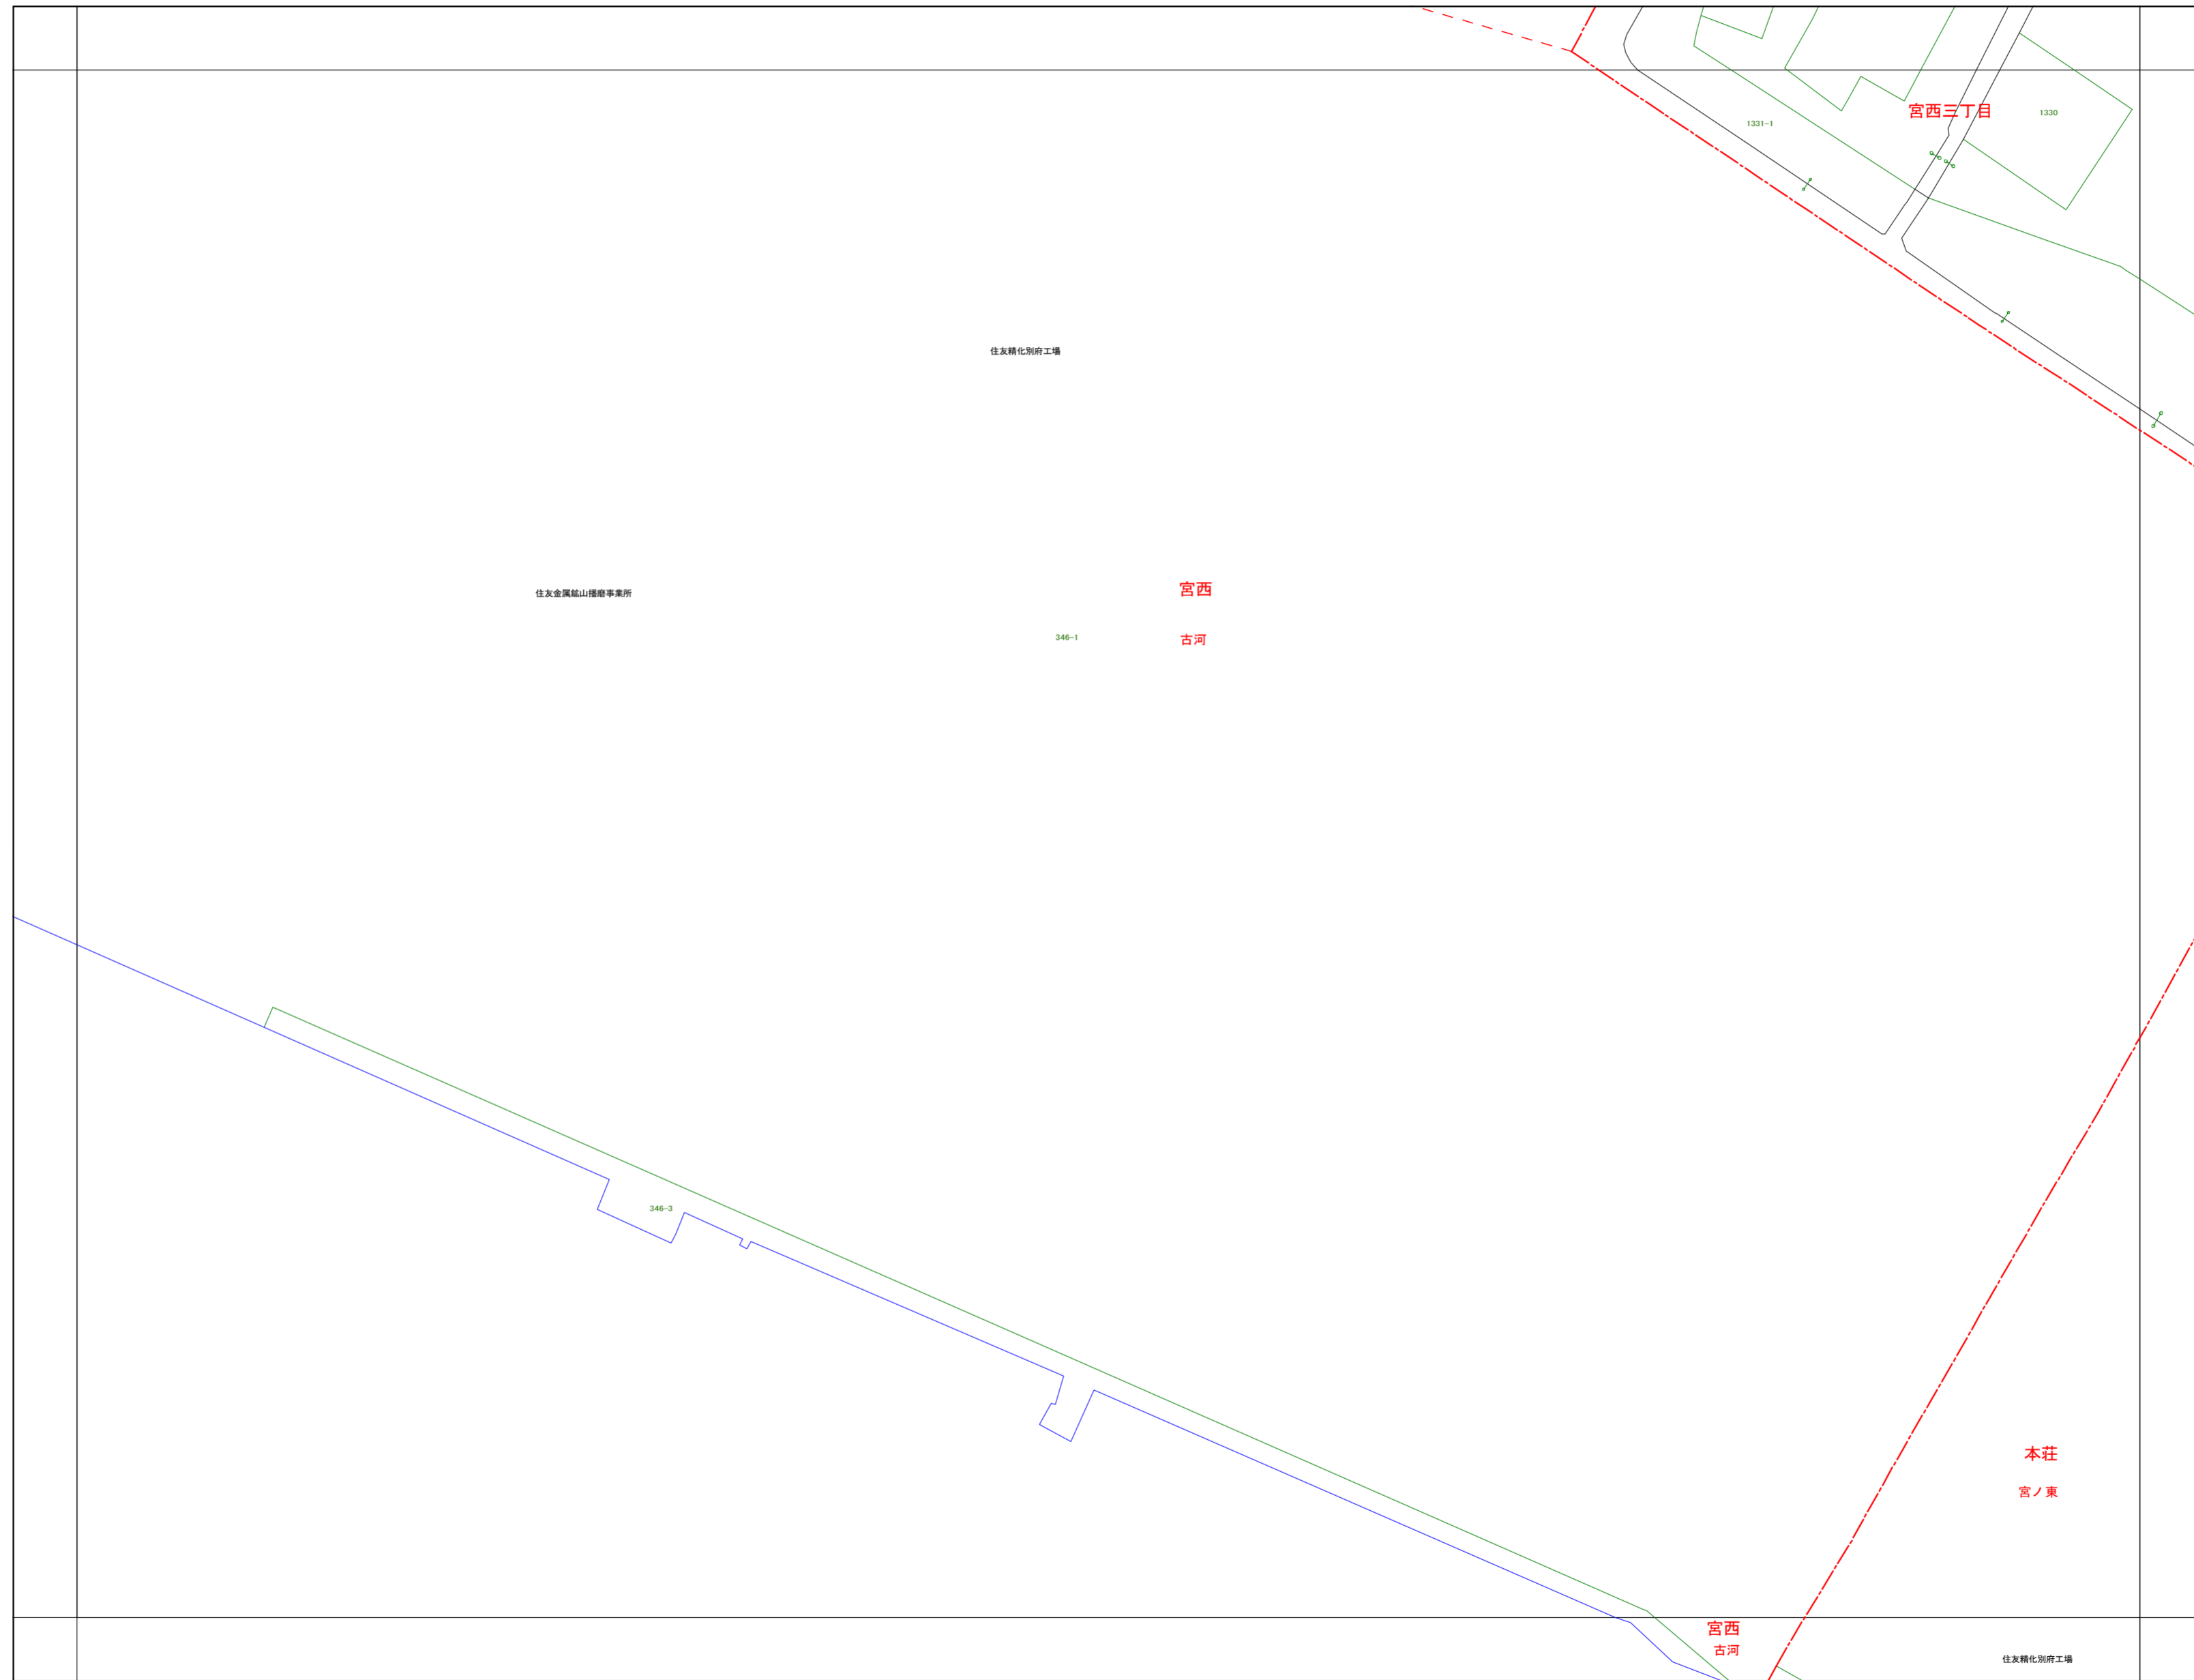 宮西三丁目
1330
1331-1
住友精化別府工場
住友金属鉱山播磨事業所
宮西
346-1
古河
346-3
本荘
宮ノ東
宮西
古河
住友精化別府工場